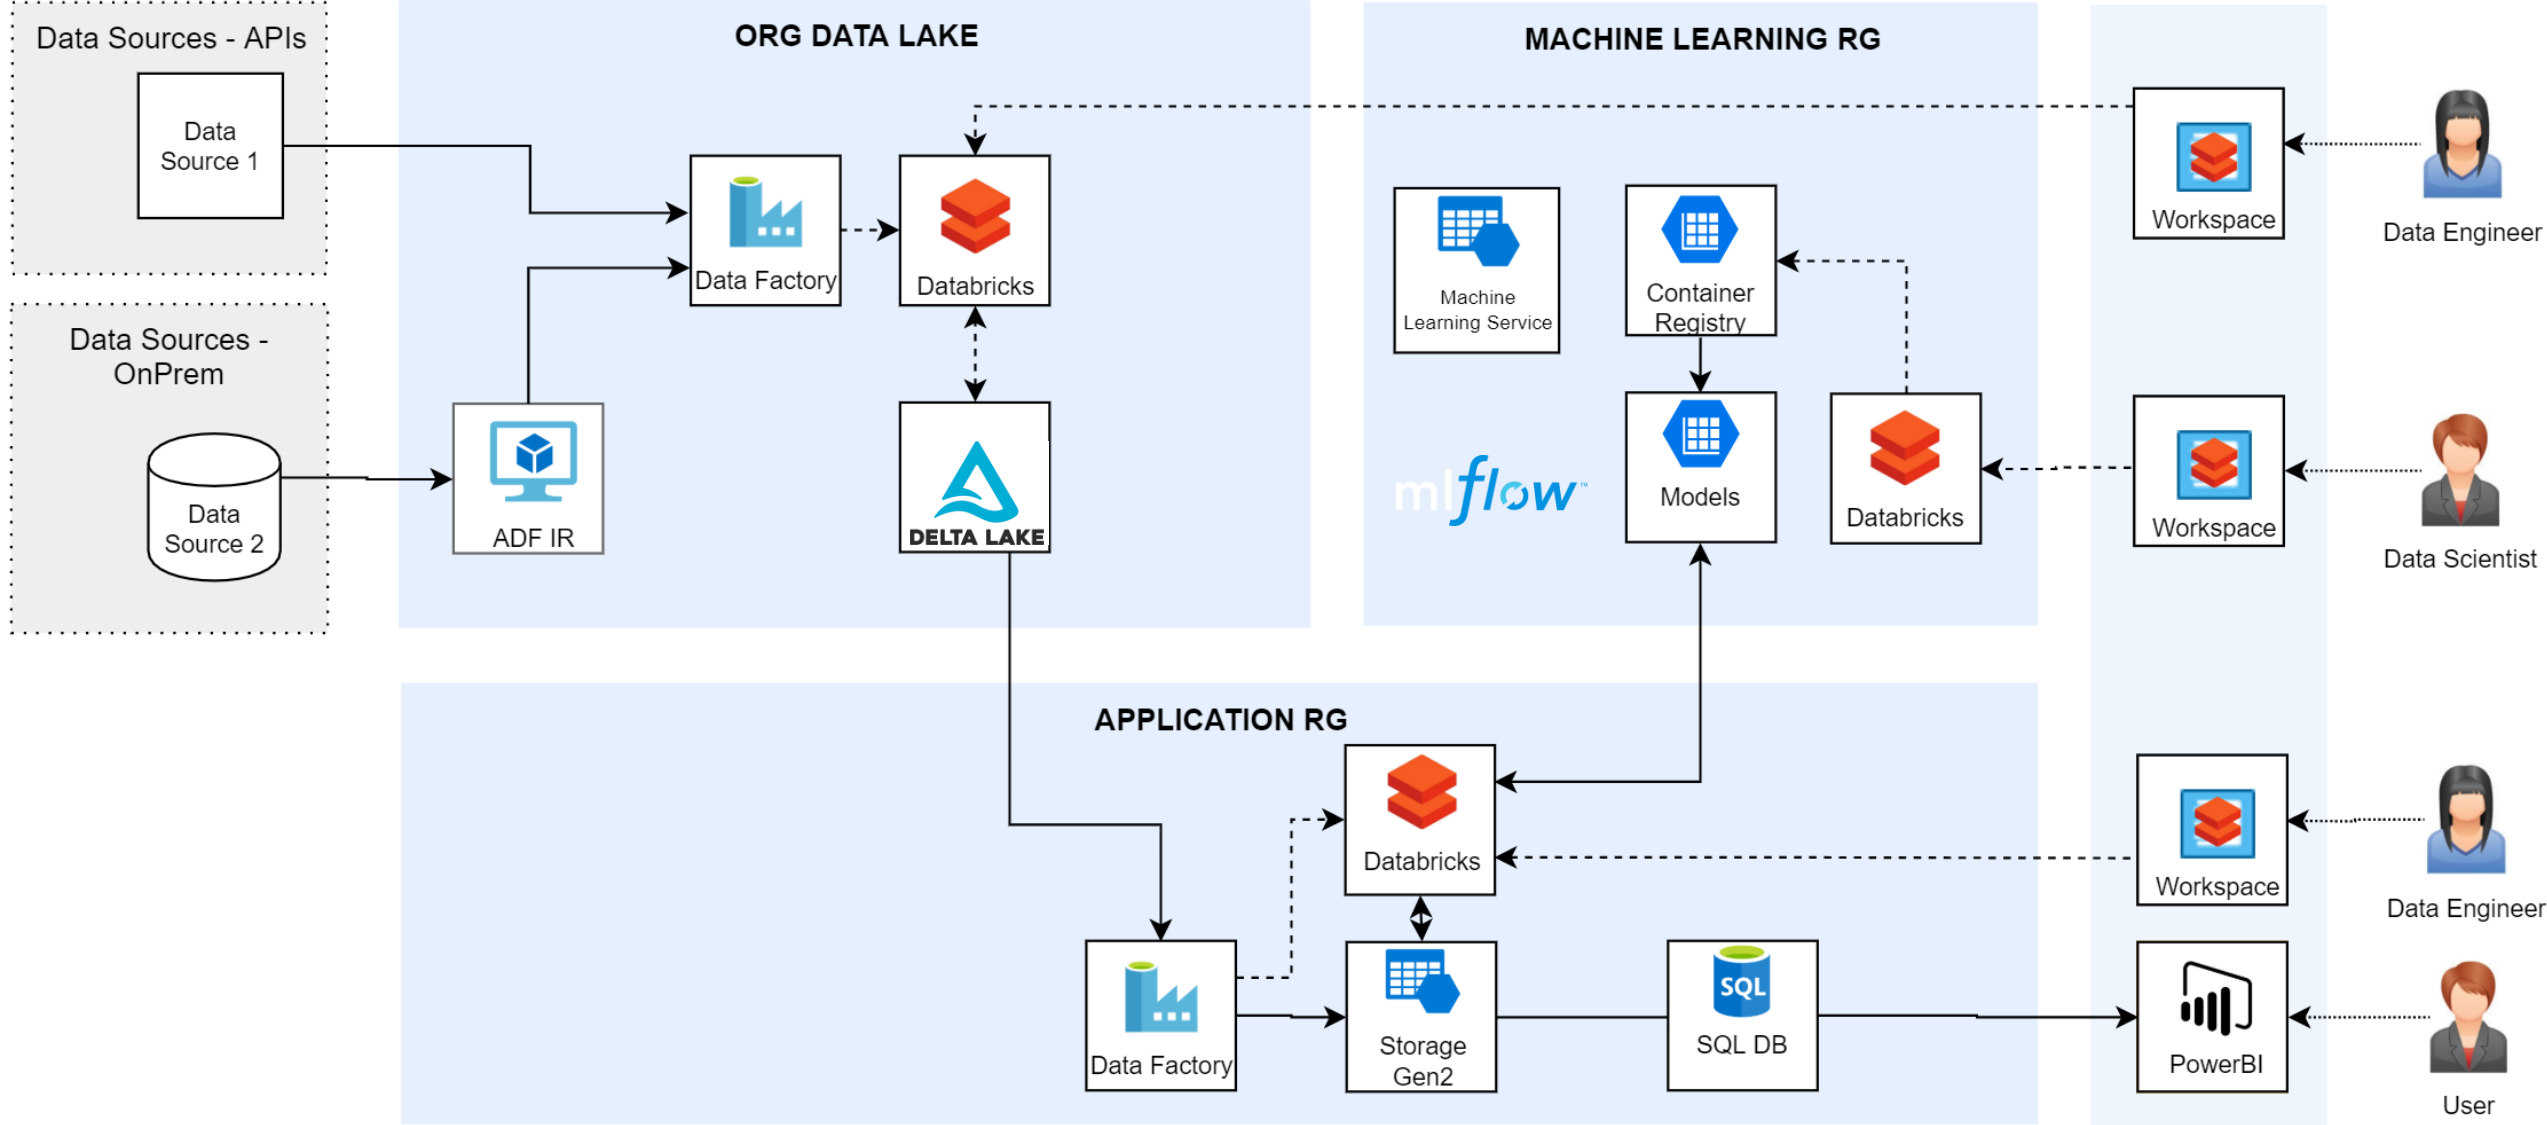 Data Sources - APIs
Data
Source 1
Data Sources -
OnPrem
Data
Source 2
ORG DATA LAKE
Data Factory
Databricks
ADF IR
DELTA LAKE
MACHINE LEARNING RG
Machine
Learning Service
Container
Registry
mlflow™
Models
Databricks
APPLICATION RG
Databricks
Data Factory
Storage
Gen2
SQL
SQL DB
Workspace
Data Engineer
Workspace
Data Scientist
Workspace
Data Engineer
PowerBI
User